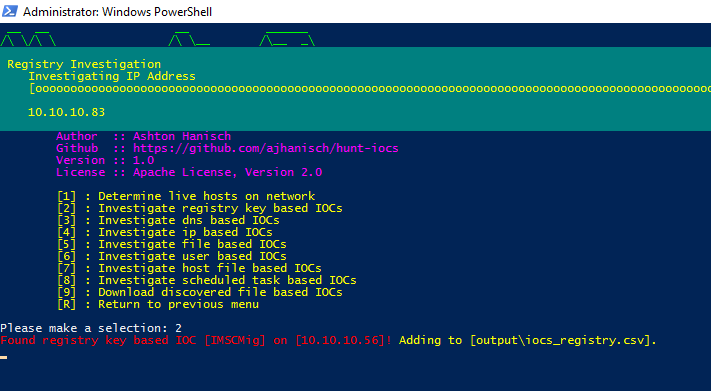 Administrator: Windows PowerShell
Registry Investigation
Investigating IP Address
[oooooooooooooooooooooooooooooooooooooooooooooooooooooooooooooooooooooooooooooooooooooooooooooooo
10.10.10.83
Author :: Ashton Hanisch
Github :: https://github.com/ajhanisch/hunt-iocs
Version :: 1.0
License :: Apache License, Version 2.0
[1] : Determine live hosts on network
[2] : Investigate registry key based IOCs
[3] : Investigate dns based IOCs
[4] : Investigate ip based IOCs
[5] : Investigate file based IOCs
[6] : Investigate user based IOCs
[7] : Investigate host file based IOCs
[8] : Investigate scheduled task based IOCs
[9] : Download discovered file based IOCs
[R] : Return to previous menu
Please make a selection: 2
Found registry key based IOC [IMSCMig] on [10.10.10.56]! Adding to [output\iocs_registry.csv].